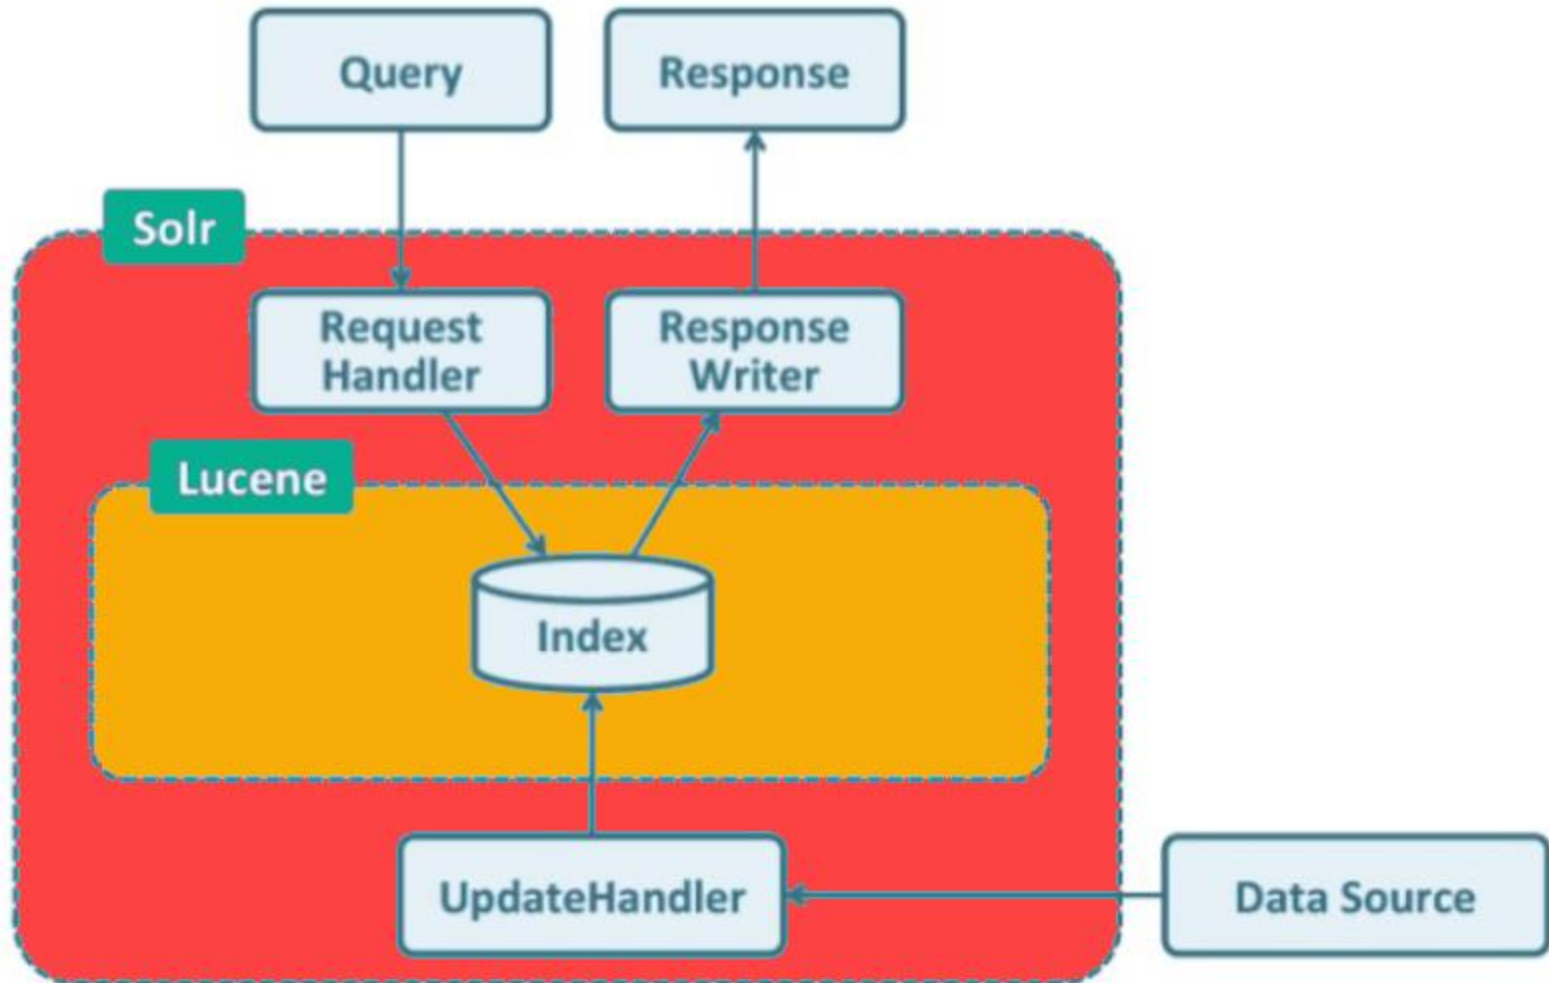 Query
Response
Solr
Request
Handler
Response
Writer
Lucene
Index
UpdateHandler
Data Source